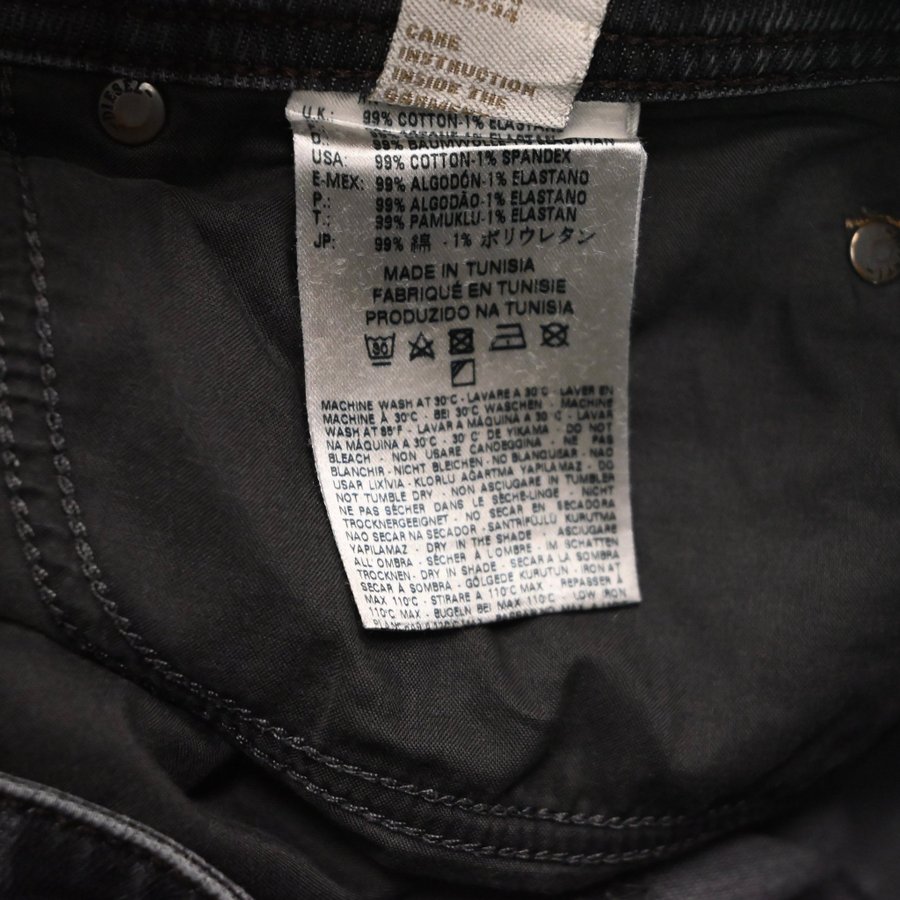 CARE
INSTRUCTION
INSIDE THE
DIESEL
U.K.: 99% COTTON-1% ELASTANE
D.: 99% BAUMWOLLE
USA: 99% COTTON-1% SPANDEX
E-MEX: 99% ALGODÓN-1% ELASTANO
P.: 99% ALGODÃO-1% ELASTANO
T.: 99% PAMUKLU-1% ELASTAN
JP: 99% 綿 -1% ポリウレタン
MADE IN TUNISIA
FABRIQUÉ EN TUNISIE
PRODUZIDO NA TUNISIA
30
MACHINE WASH AT 30°C - LAVARE A 30°C - LAVER EN
MACHINE À 30°C - BEI 30°C WASCHEN - MACHINE
WASH AT 85°F - LAVAR A MÁQUINA A 30°C - LAVAR
NA MÁQUINA A 30°C - 30°C' DE YIKAMA - DO NOT
BLEACH - NON USARE CANDEGGINA - NE PAS
BLANCHIR - NICHT BLEICHEN - NO BLANQUEAR - NAO
USAR LIXÍVIA - KLORLU AĞARTMA YAPILAMAZ - DO
NOT TUMBLE DRY - NON ASCIUGARE IN TUMBLER
NE PAS SÉCHER DANS LE SÈCHE-LINGE - NICHT
TROCKNERGEEIGNET - NO SECAR EN SECADORA
NAO SECAR NA SECADOR - SANTRIFÜJLÜ KURUTMA
YAPILAMAZ - DRY IN THE SHADE - ASCIUGARE
ALL'OMBRA - SÉCHER À L'OMBRE - IM SCHATTEN
TROCKNEN - DRY IN SHADE - SECAR A LA SOMBRA
SECAR A SOMBRA - GÖLGEDE KURUTUN - IRON AT
MAX 110°C - STIRARE A 110°C MAX - REPASSER À
110°C MAX - BUGELN BEI MAX 110°C - LOW IRON